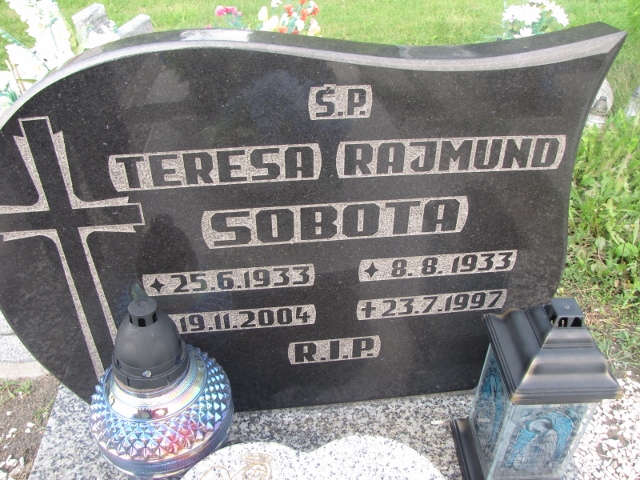 Ś.P.
TERESA RAJMUND
SOBOTA
✦25.6.1933 ✦8.8.1933
19.11.2004 ✝23.7.1997
R.I.P.